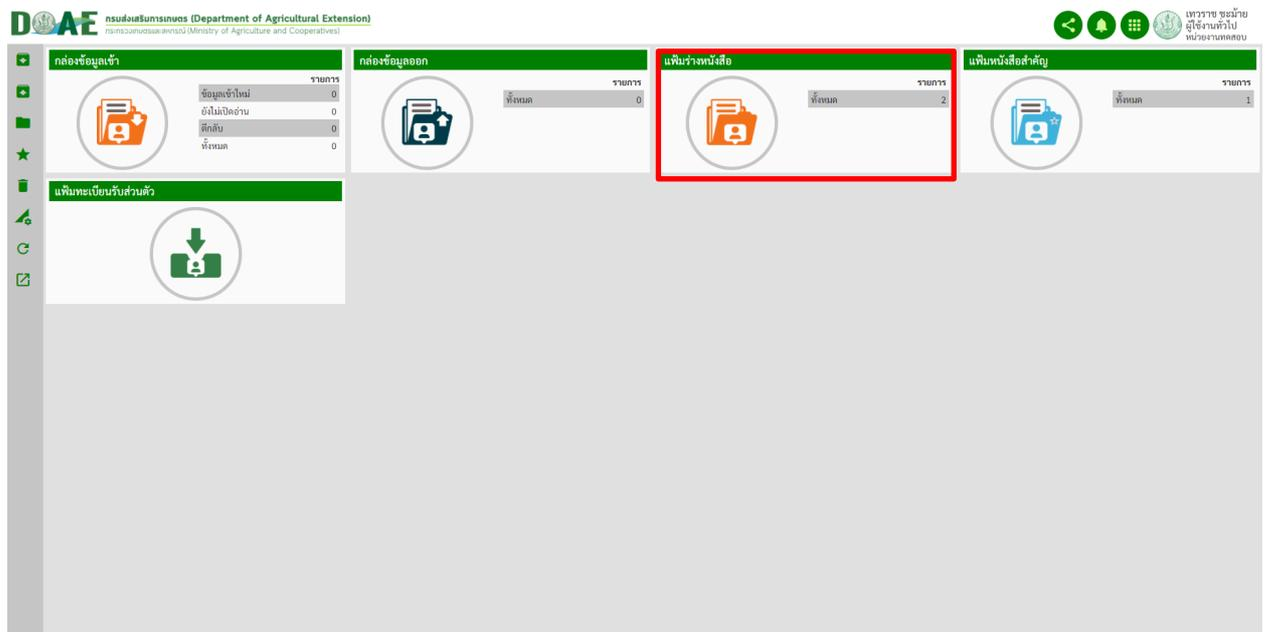 DOAE
กรมส่งเสริมการเกษตร (Department of Agricultural Extension)
กระทรวงเกษตรและสหกรณ์ (Ministry of Agriculture and Cooperatives)
เทวราช ชะม้าย
ผู้ใช้งานทั่วไป
หน่วยงานทดสอบ
กล่องข้อมูลเข้า
รายการ
ข้อมูลเข้าใหม่ 0
ยังไม่เปิดอ่าน 0
ตีกลับ 0
ทั้งหมด 0
กล่องข้อมูลออก
รายการ
ทั้งหมด 0
แฟ้มร่างหนังสือ
รายการ
ทั้งหมด 2
แฟ้มหนังสือสำคัญ
รายการ
ทั้งหมด 1
แฟ้มทะเบียนรับส่วนตัว